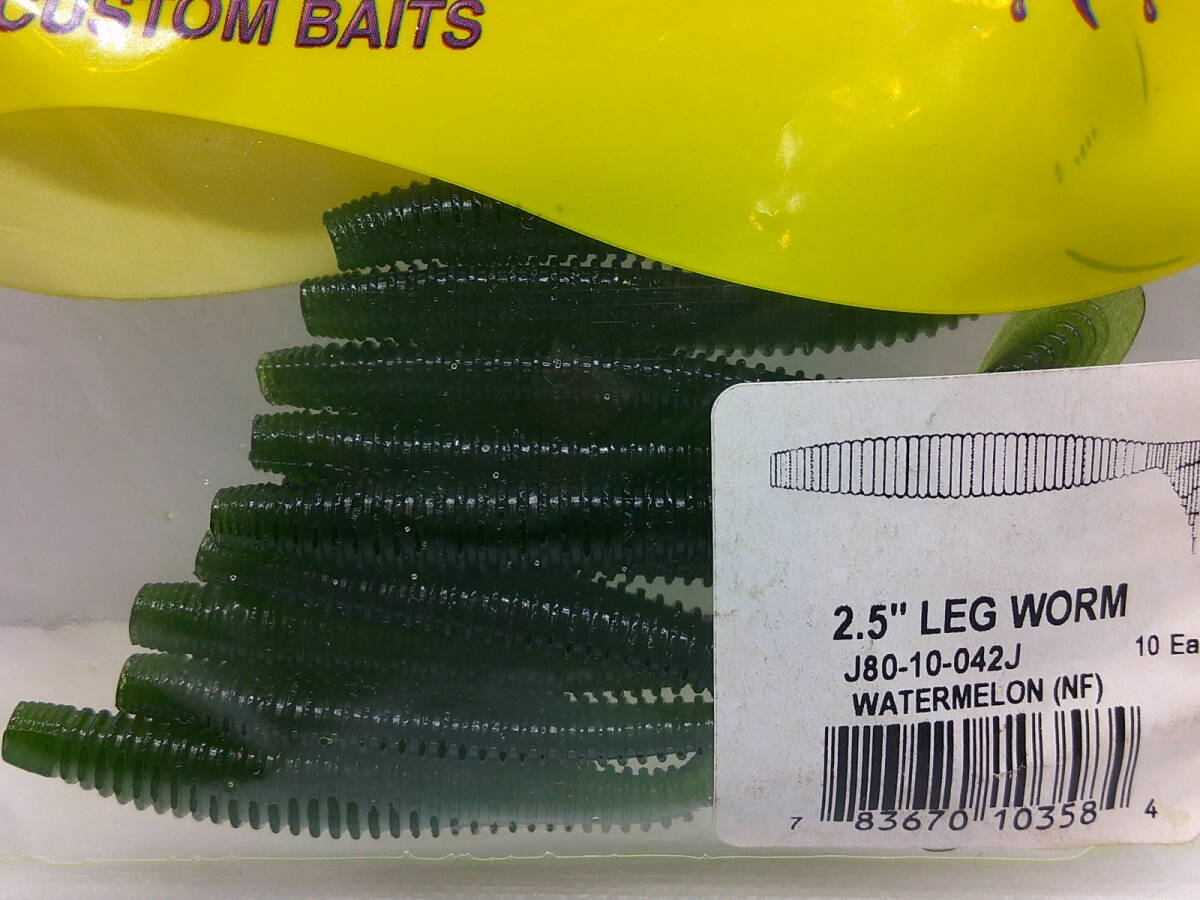 CUSTOM BAITS
2.5" LEG WORM
J80-10-042J
10 Ea
WATERMELON (NF)
7 83670 10358 4